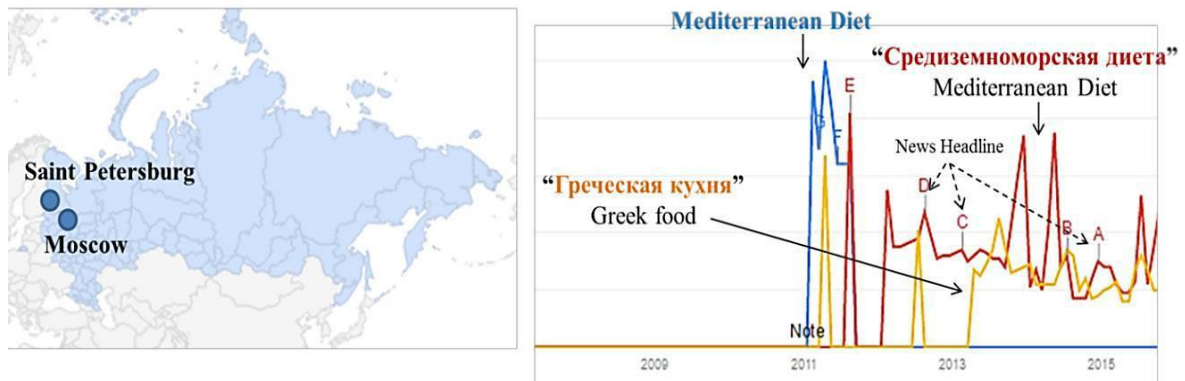 Saint Petersburg
Moscow
Mediterranean Diet
“Средиземноморская диета”
Mediterranean Diet
E
G
F
News Headline
“Греческая кухня”
Greek food
D
C
B
A
Note
2009
2011
2013
2015